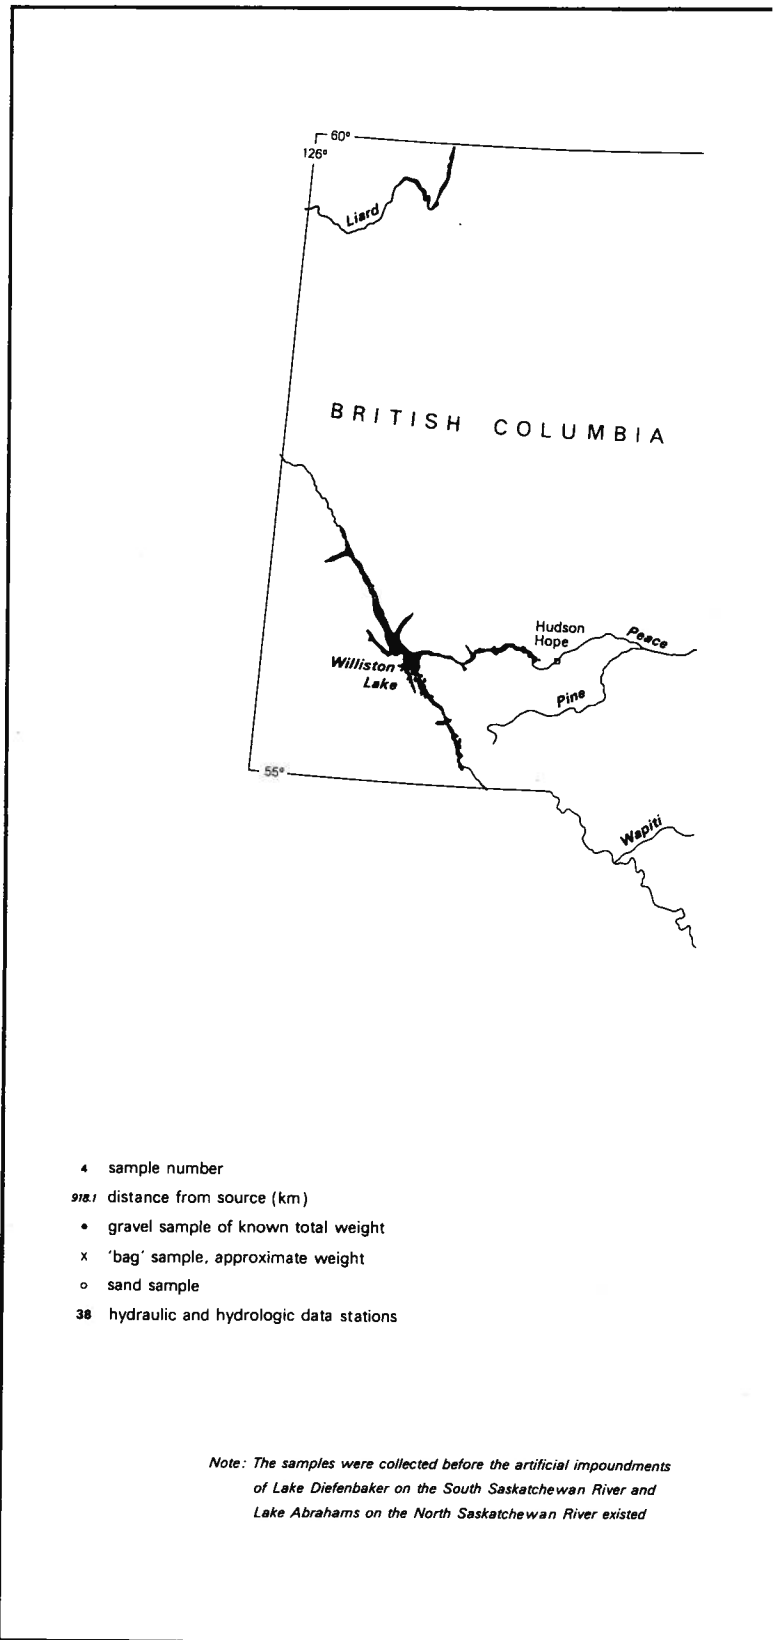 60°
126°
Liard
BRITISH COLUMBIA
Hudson
Hope
Peace
Williston
Lake
Pine
55°
Wapiti
4 sample number
918.1 distance from source (km)
• gravel sample of known total weight
x 'bag' sample, approximate weight
o sand sample
38 hydraulic and hydrologic data stations
Note: The samples were collected before the artificial impoundments
of Lake Diefenbaker on the South Saskatchewan River and
Lake Abrahams on the North Saskatchewan River existed